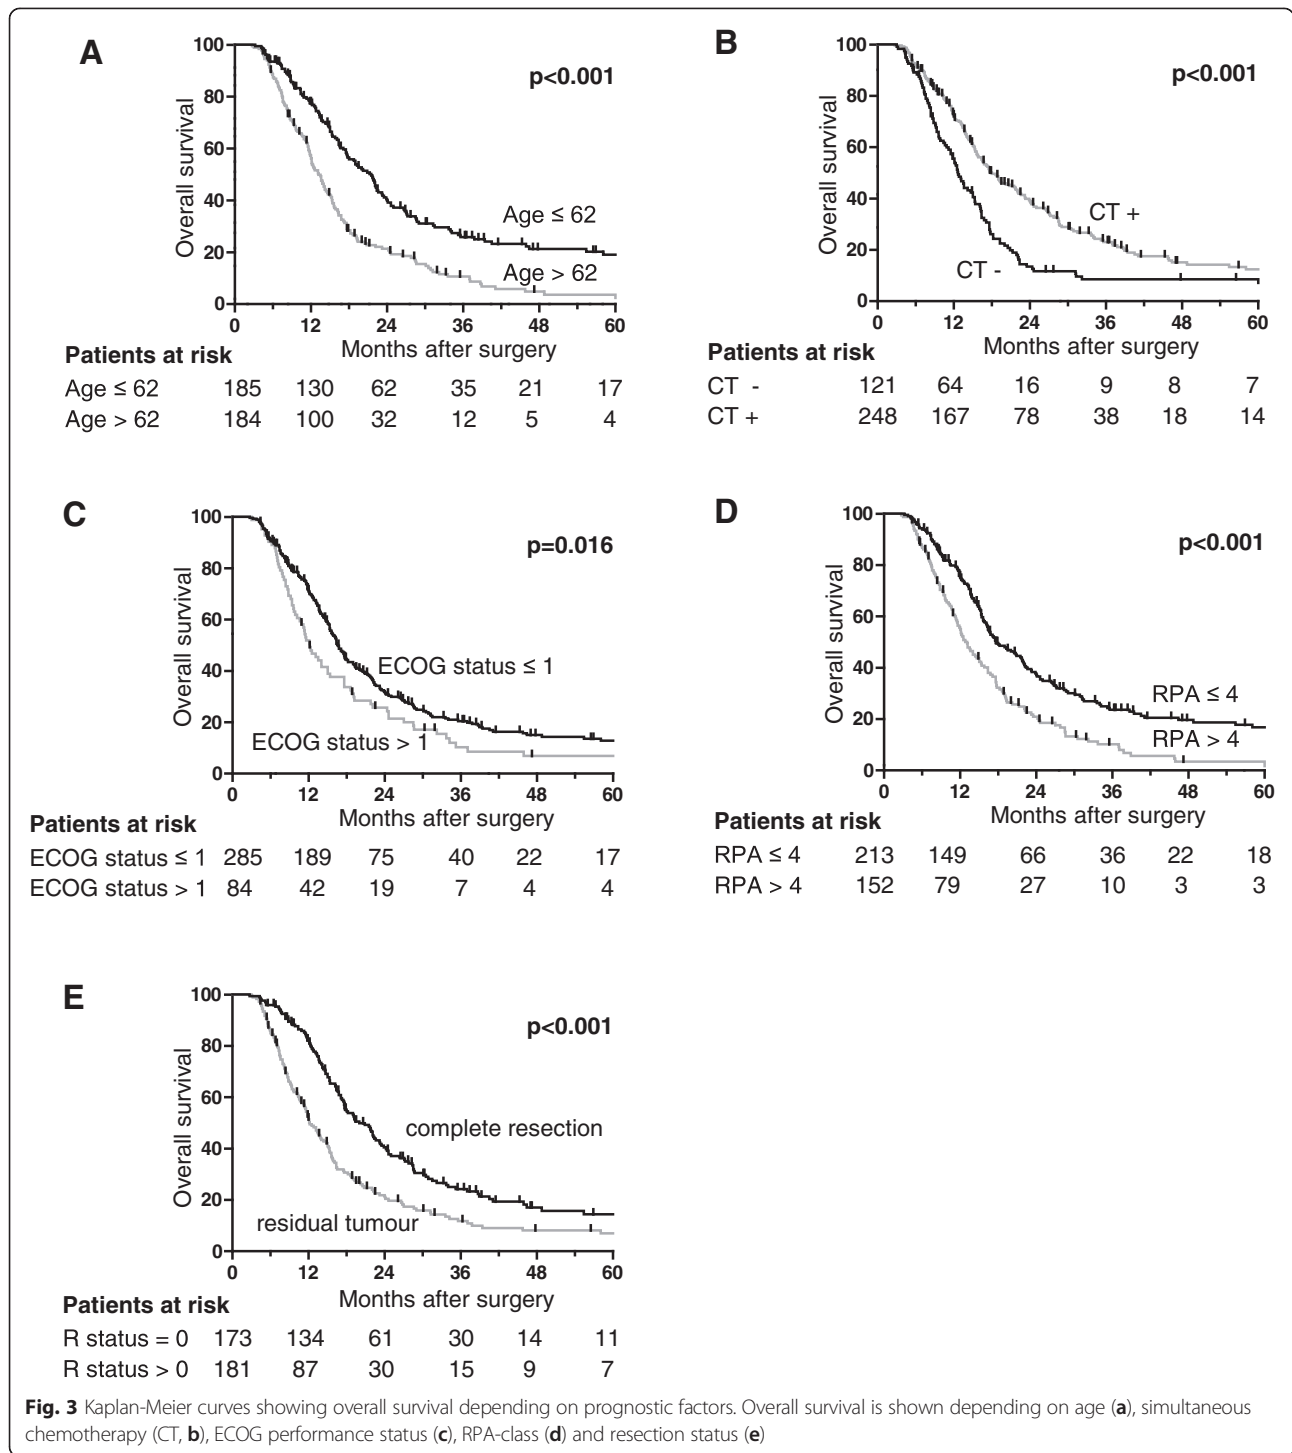 A
100
80
60
40
20
0
Overall survival
p<0.001
Age ≤ 62
Age > 62
0 12 24 36 48 60
Months after surgery
Patients at risk
Age ≤ 62 185 130 62 35 21 17
Age > 62 184 100 32 12 5 4
B
100
80
60
40
20
0
Overall survival
p<0.001
CT +
CT -
0 12 24 36 48 60
Months after surgery
Patients at risk
CT - 121 64 16 9 8 7
CT + 248 167 78 38 18 14
C
100
80
60
40
20
0
Overall survival
p=0.016
ECOG status ≤ 1
ECOG status > 1
0 12 24 36 48 60
Months after surgery
Patients at risk
ECOG status ≤ 1 285 189 75 40 22 17
ECOG status > 1 84 42 19 7 4 4
D
100
80
60
40
20
0
Overall survival
p<0.001
RPA ≤ 4
RPA > 4
0 12 24 36 48 60
Months after surgery
Patients at risk
RPA ≤ 4 213 149 66 36 22 18
RPA > 4 152 79 27 10 3 3
E
100
80
60
40
20
0
Overall survival
p<0.001
complete resection
residual tumour
0 12 24 36 48 60
Months after surgery
Patients at risk
R status = 0 173 134 61 30 14 11
R status > 0 181 87 30 15 9 7
Fig. 3 Kaplan-Meier curves showing overall survival depending on prognostic factors. Overall survival is shown depending on age (a), simultaneous
chemotherapy (CT, b), ECOG performance status (c), RPA-class (d) and resection status (e)